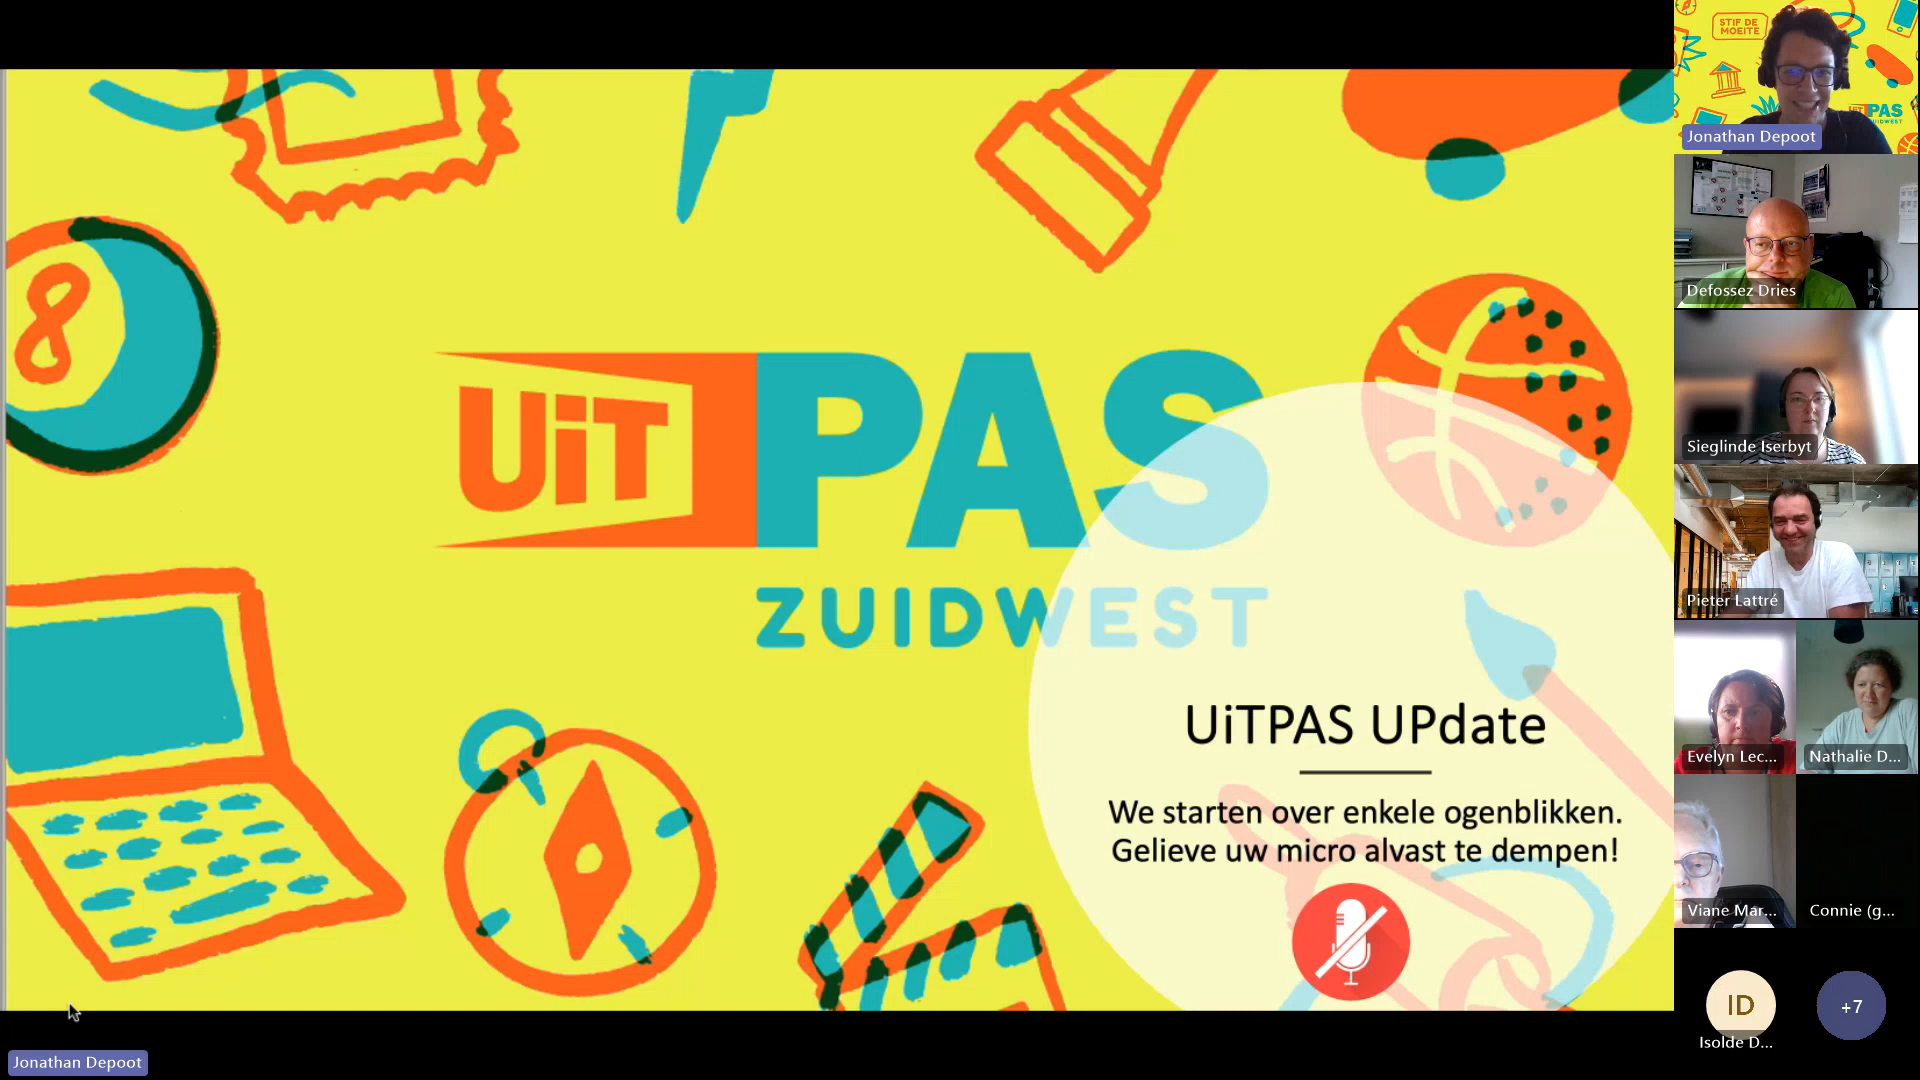 8
UiT PAS
ZUIDWEST
UiTPAS UPdate
We starten over enkele ogenblikken.
Gelieve uw micro alvast te dempen!
Jonathan Depoot
STIF DE
MOEITE
UiTPAS
ZUIDWEST
Jonathan Depoot
Defossez Dries
Sieglinde Iserbyt
Pieter Lattré
Evelyn Lec...
Nathalie D...
Viane Mar...
Connie (g...
ID
Isolde D...
+7